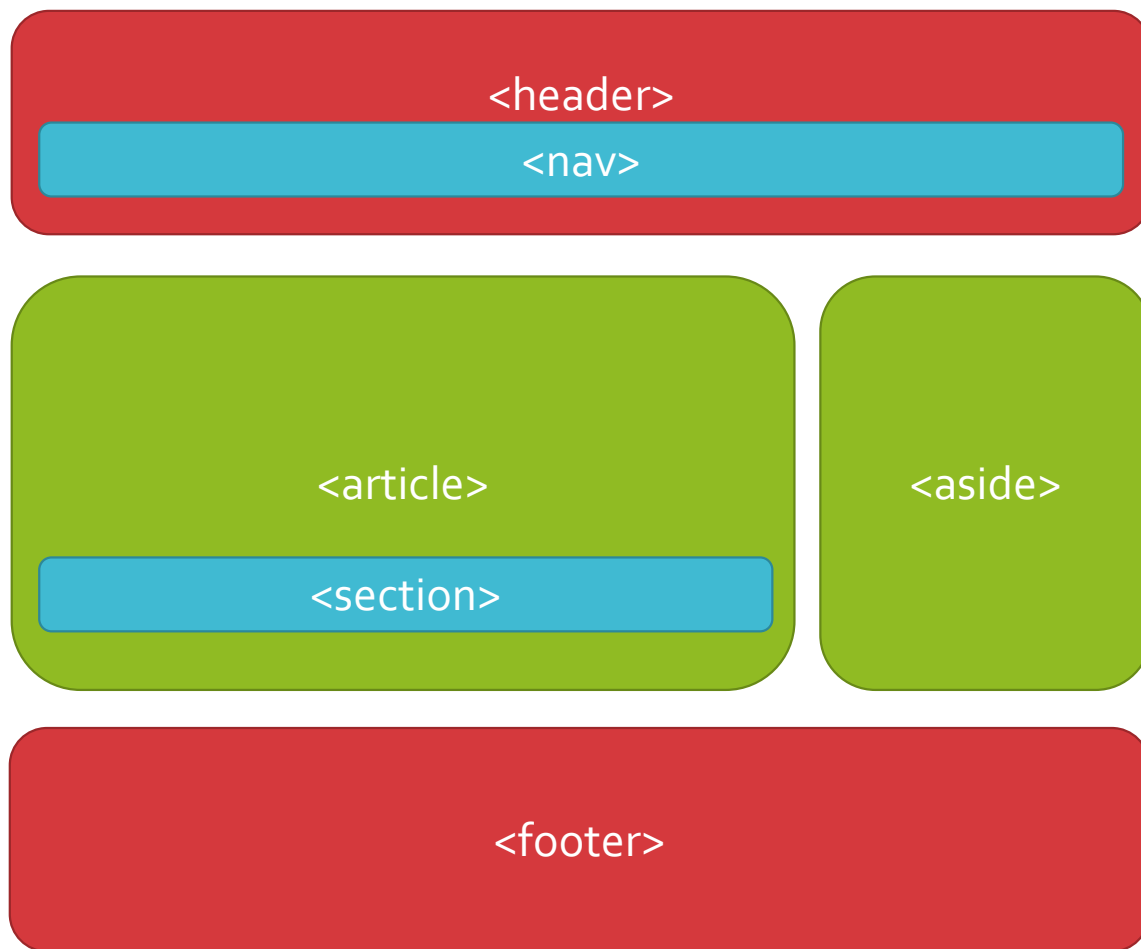 <header>
<nav>
<article>
<aside>
<section>
<footer>